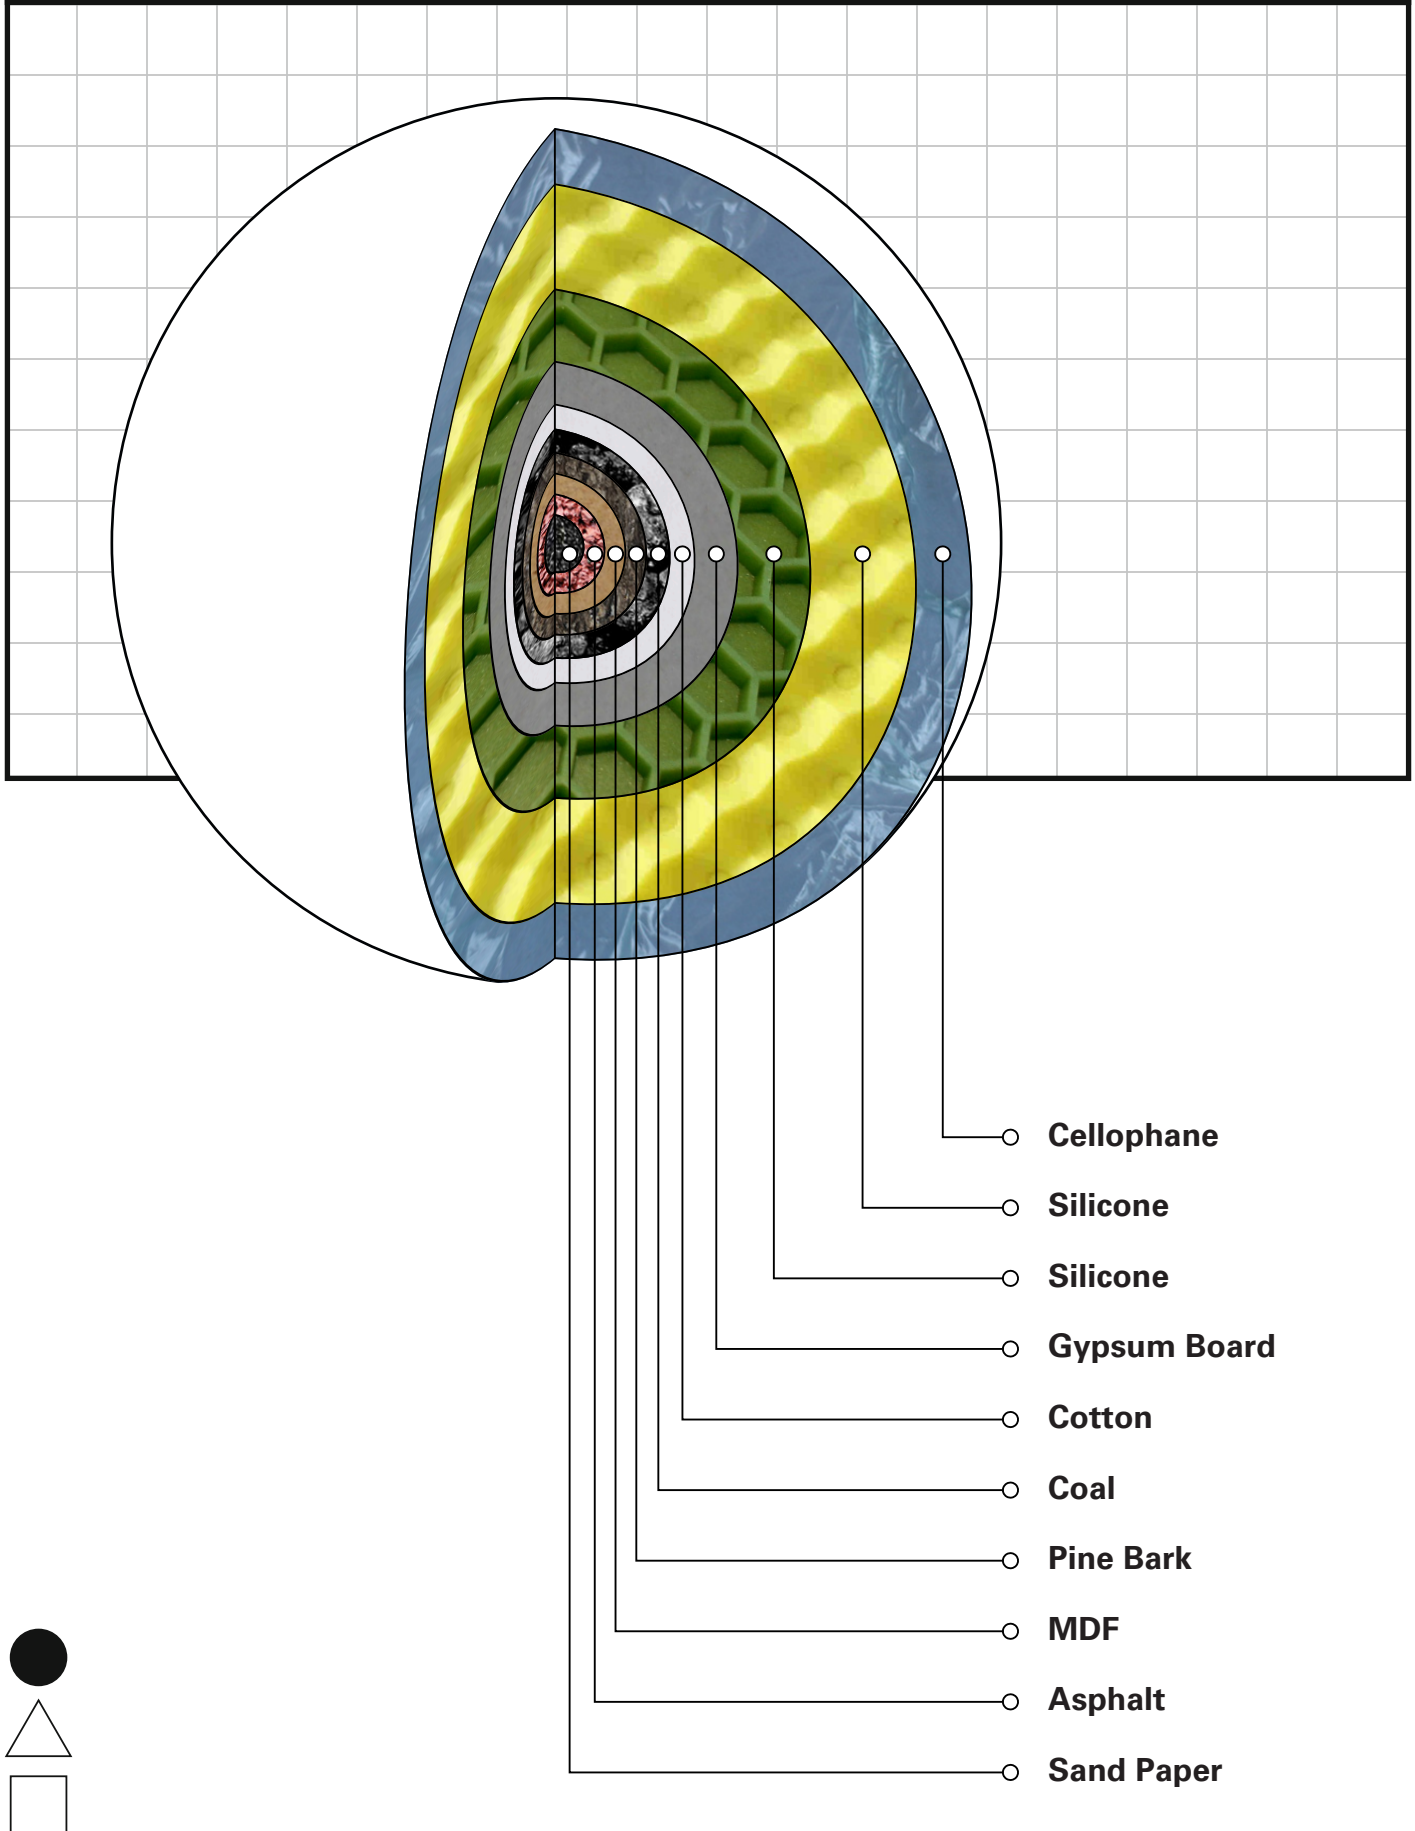 Cellophane
Silicone
Silicone
Gypsum Board
Cotton
Coal
Pine Bark
MDF
Asphalt
Sand Paper